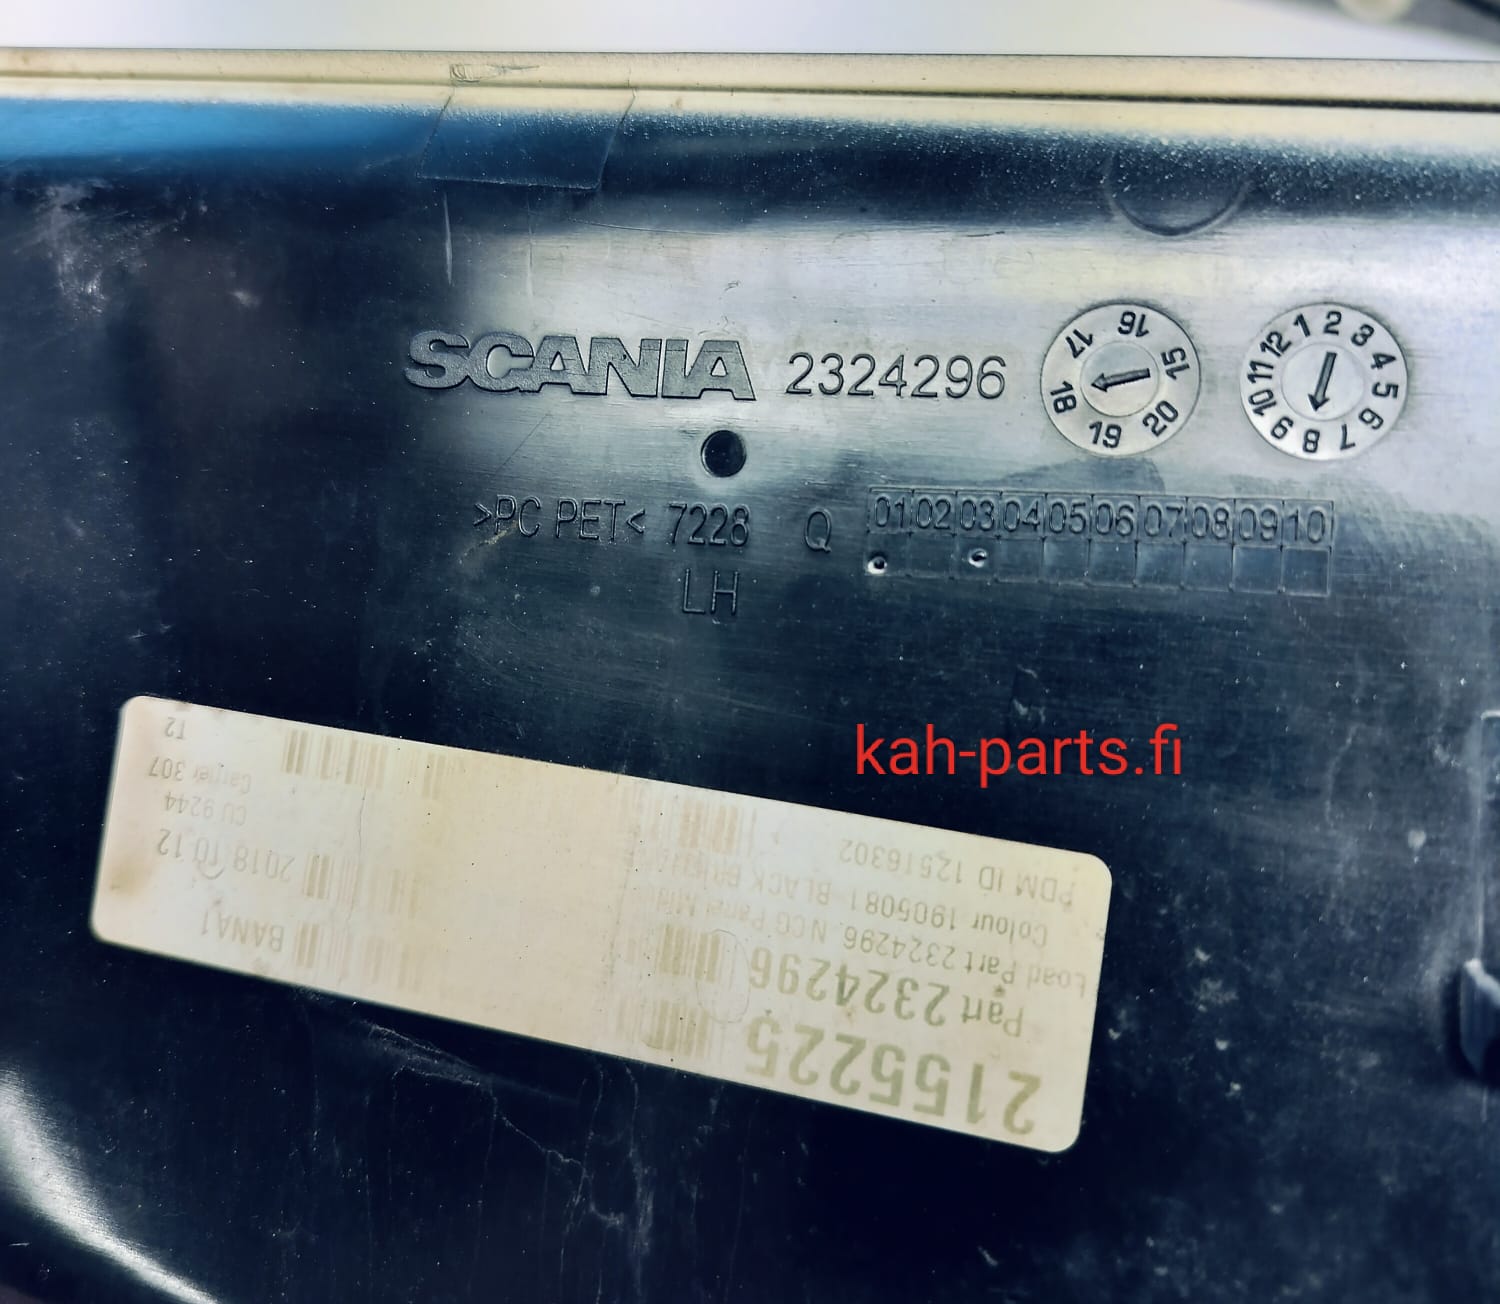 SCANIA 2324296
16 15 20 19 18 17
1 2 3 4 5 6 7 8 9 10 11 12
>PC PET< 7228 Q 01 02 03 04 05 06 07 08 09 10
LH
kah-parts.fi
2155225
Part 2324296
Load Part 2324296, NCG Panel
Colour 1905081- BLACK
PDM ID 12516302
BANA1
2018 10 12
CU 9244
Carrier 307
T2